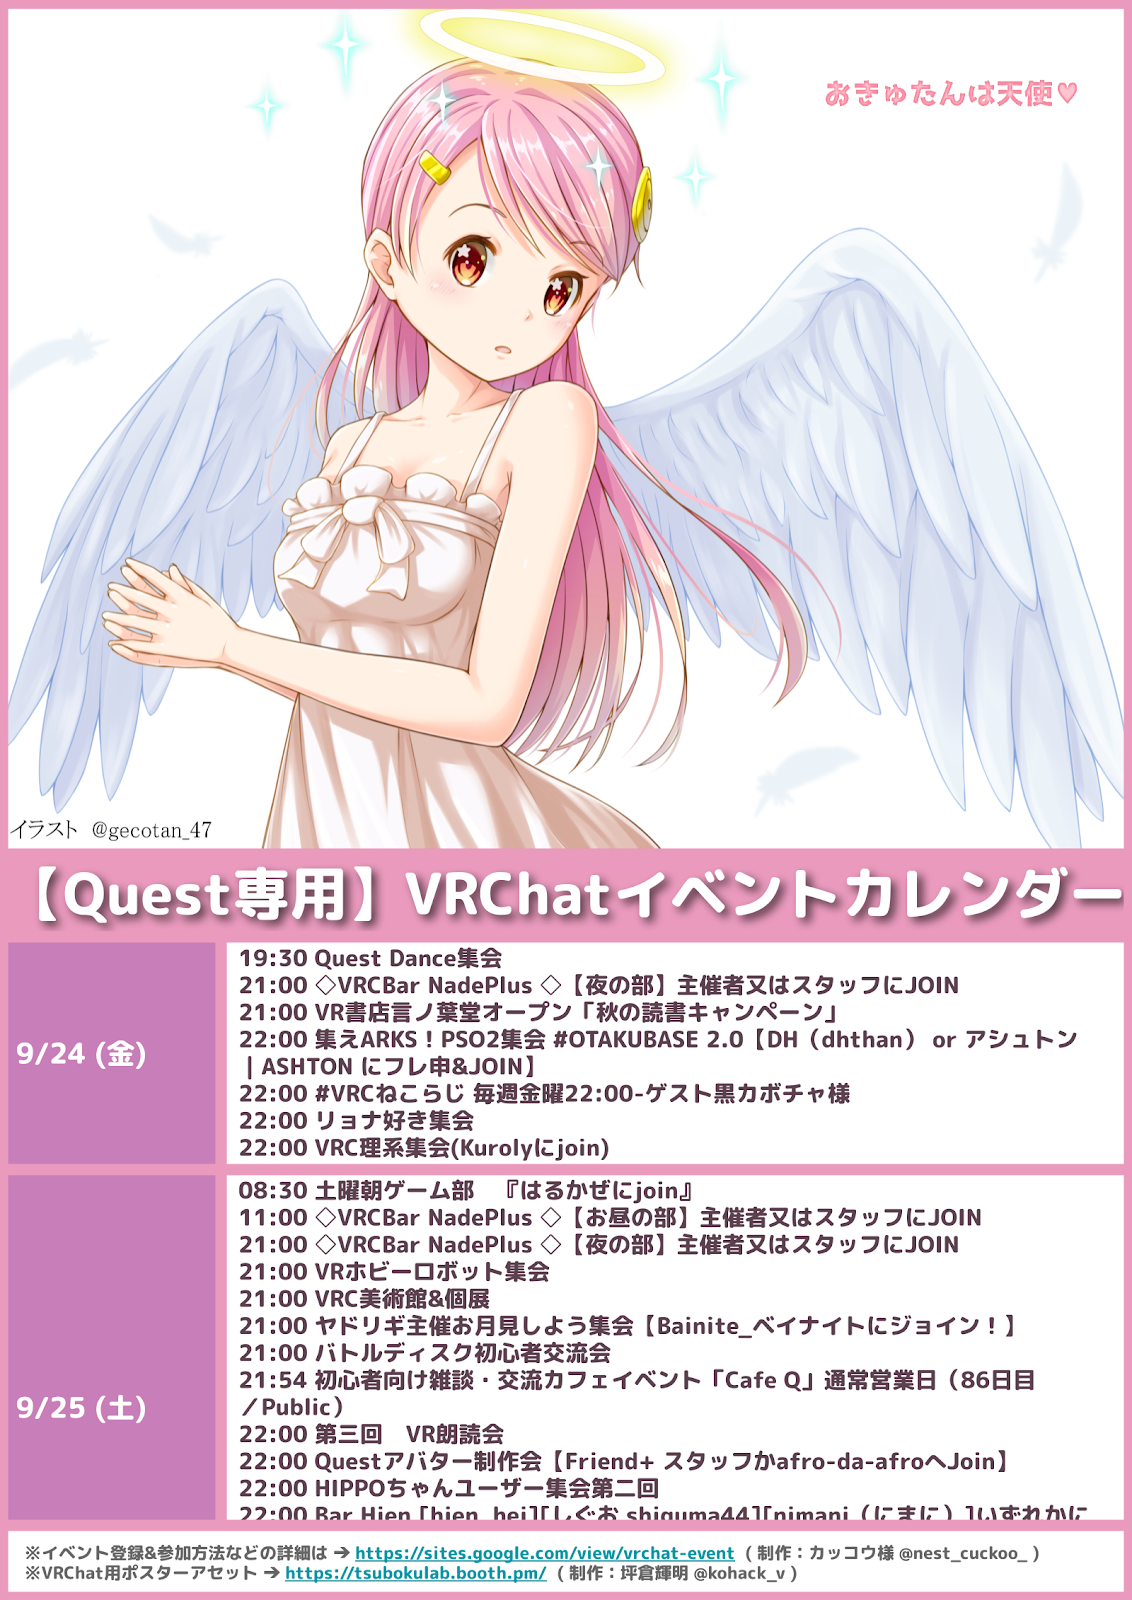 おきゅたんは天使♥
イラスト @gecotan_47
【Quest専用】VRChatイベントカレンダー
9/24 (金)
19:30 Quest Dance集会
21:00 ◇VRCBar NadePlus ◇【夜の部】主催者又はスタッフにJOIN
21:00 VR書店言ノ葉堂オープン「秋の読書キャンペーン」
22:00 集えARKS！PSO2集会 #OTAKUBASE 2.0【DH（dhthan） or アシュトン
| ASHTON にフレ申&JOIN】
22:00 #VRCねこらじ 毎週金曜22:00-ゲスト黒カボチャ様
22:00 リョナ好き集会
22:00 VRC理系集会(Kurolyにjoin)
9/25 (土)
08:30 土曜朝ゲーム部　『はるかぜにjoin』
11:00 ◇VRCBar NadePlus ◇【お昼の部】主催者又はスタッフにJOIN
21:00 ◇VRCBar NadePlus ◇【夜の部】主催者又はスタッフにJOIN
21:00 VRホビーロボット集会
21:00 VRC美術館&個展
21:00 ヤドリギ主催お月見しよう集会【Bainite_ベイナイトにジョイン！】
21:00 バトルディスク初心者交流会
21:54 初心者向け雑談・交流カフェイベント「Cafe Q」通常営業日（86日目
／Public）
22:00 第三回　VR朗読会
22:00 Questアバター制作会【Friend+ スタッフかafro-da-afroへJoin】
22:00 HIPPOちゃんユーザー集会第二回
22:00 Bar Hien [hien_hei][しぐお shiguma44][nimani（にまに）]いずれかに
※イベント登録&参加方法などの詳細は ➔ https://sites.google.com/view/vrchat-event ( 制作：カッコウ様 @nest_cuckoo_ )
※VRChat用ポスターアセット ➔ https://tsubokulab.booth.pm/ ( 制作：坪倉輝明 @kohack_v )